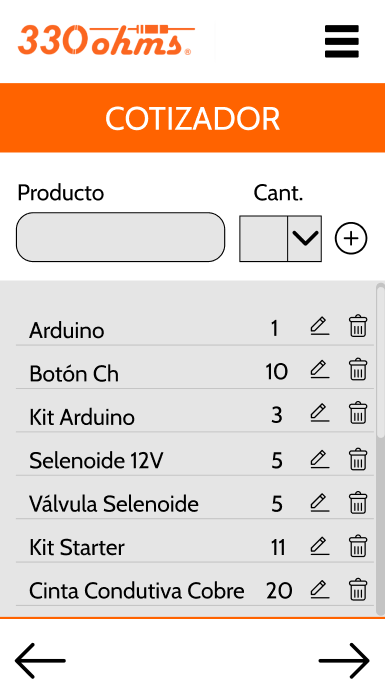 330ohms®
COTIZADOR
Producto Cant.
Arduino 1
Botón Ch 10
Kit Arduino 3
Selenoide 12V 5
Válvula Selenoide 5
Kit Starter 11
Cinta Condutiva Cobre 20